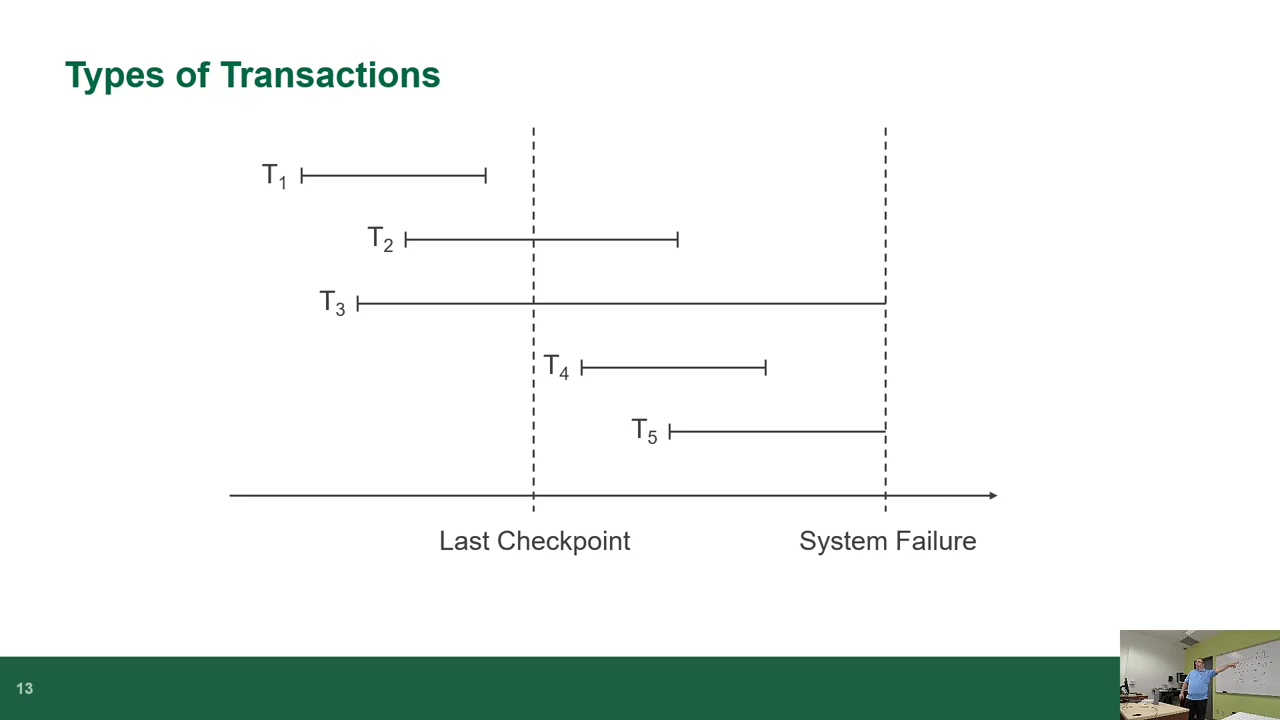 Types of Transactions
T1
T2
T3
T4
T5
Last Checkpoint
System Failure
13